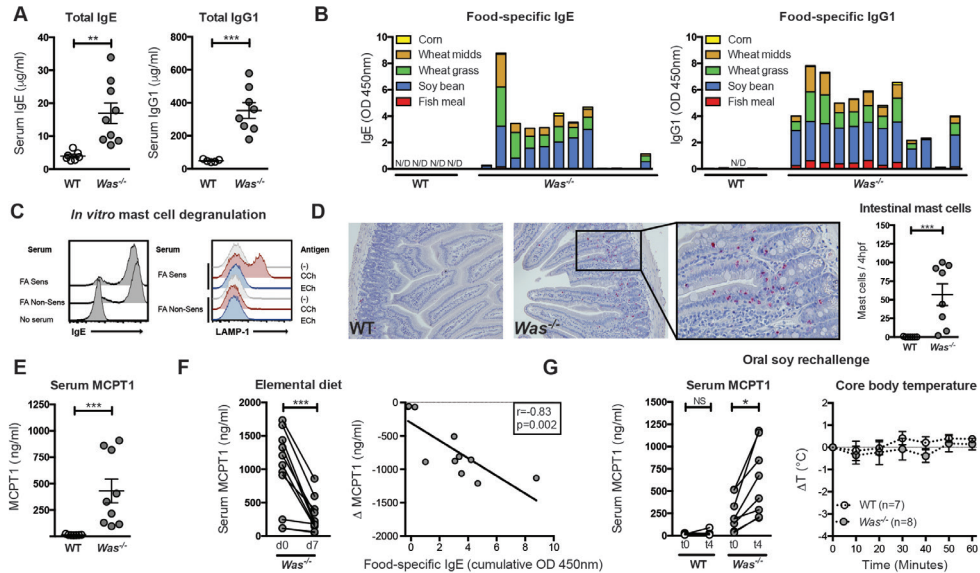 A
Total IgE
Serum IgE (µg/ml)
40
30
20
10
0
**
WT
Was-/-
Total IgG1
Serum IgG1 (µg/ml)
800
600
400
200
0
***
WT
Was-/-
B
Food-specific IgE
IgE (OD 450nm)
10
8
6
4
2
0
Corn
Wheat midds
Wheat grass
Soy bean
Fish meal
N/D N/D N/D N/D
WT
Was-/-
Food-specific IgG1
IgG1 (OD 450nm)
10
8
6
4
2
0
Corn
Wheat midds
Wheat grass
Soy bean
Fish meal
N/D
WT
Was-/-
C
In vitro mast cell degranulation
Serum
FA Sens
FA Non-Sens
No serum
IgE
Serum
FA Sens
FA Non-Sens
LAMP-1
Antigen
(-)
CCh
ECh
(-)
CCh
ECh
D
WT
Was-/-
Intestinal mast cells
Mast cells / 4hpf
150
125
100
75
50
25
0
***
WT
Was-/-
E
Serum MCPT1
MCPT1 (ng/ml)
1250
1000
750
500
250
0
***
WT
Was-/-
F
Elemental diet
Serum MCPT1 (ng/ml)
2000
1500
1000
500
0
***
d0 d7
Was-/-
Δ MCPT1 (ng/ml)
0
-500
-1000
-1500
-2000
r=-0.83
p=0.002
0 2 4 6 8 10
Food-specific IgE (cumulative OD 450nm)
G
Oral soy rechallenge
Serum MCPT1
Serum MCPT1 (ng/ml)
1500
1250
1000
750
500
250
0
NS
*
t0 t4 t0 t4
WT
Was-/-
Core body temperature
ΔT (°C)
2
1
0
-1
-2
-3
-4
WT (n=7)
Was-/- (n=8)
0 10 20 30 40 50 60
Time (Minutes)